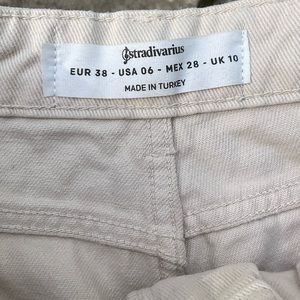 stradivarius
EUR 38 - USA 06 - MEX 28 - UK 10
MADE IN TURKEY